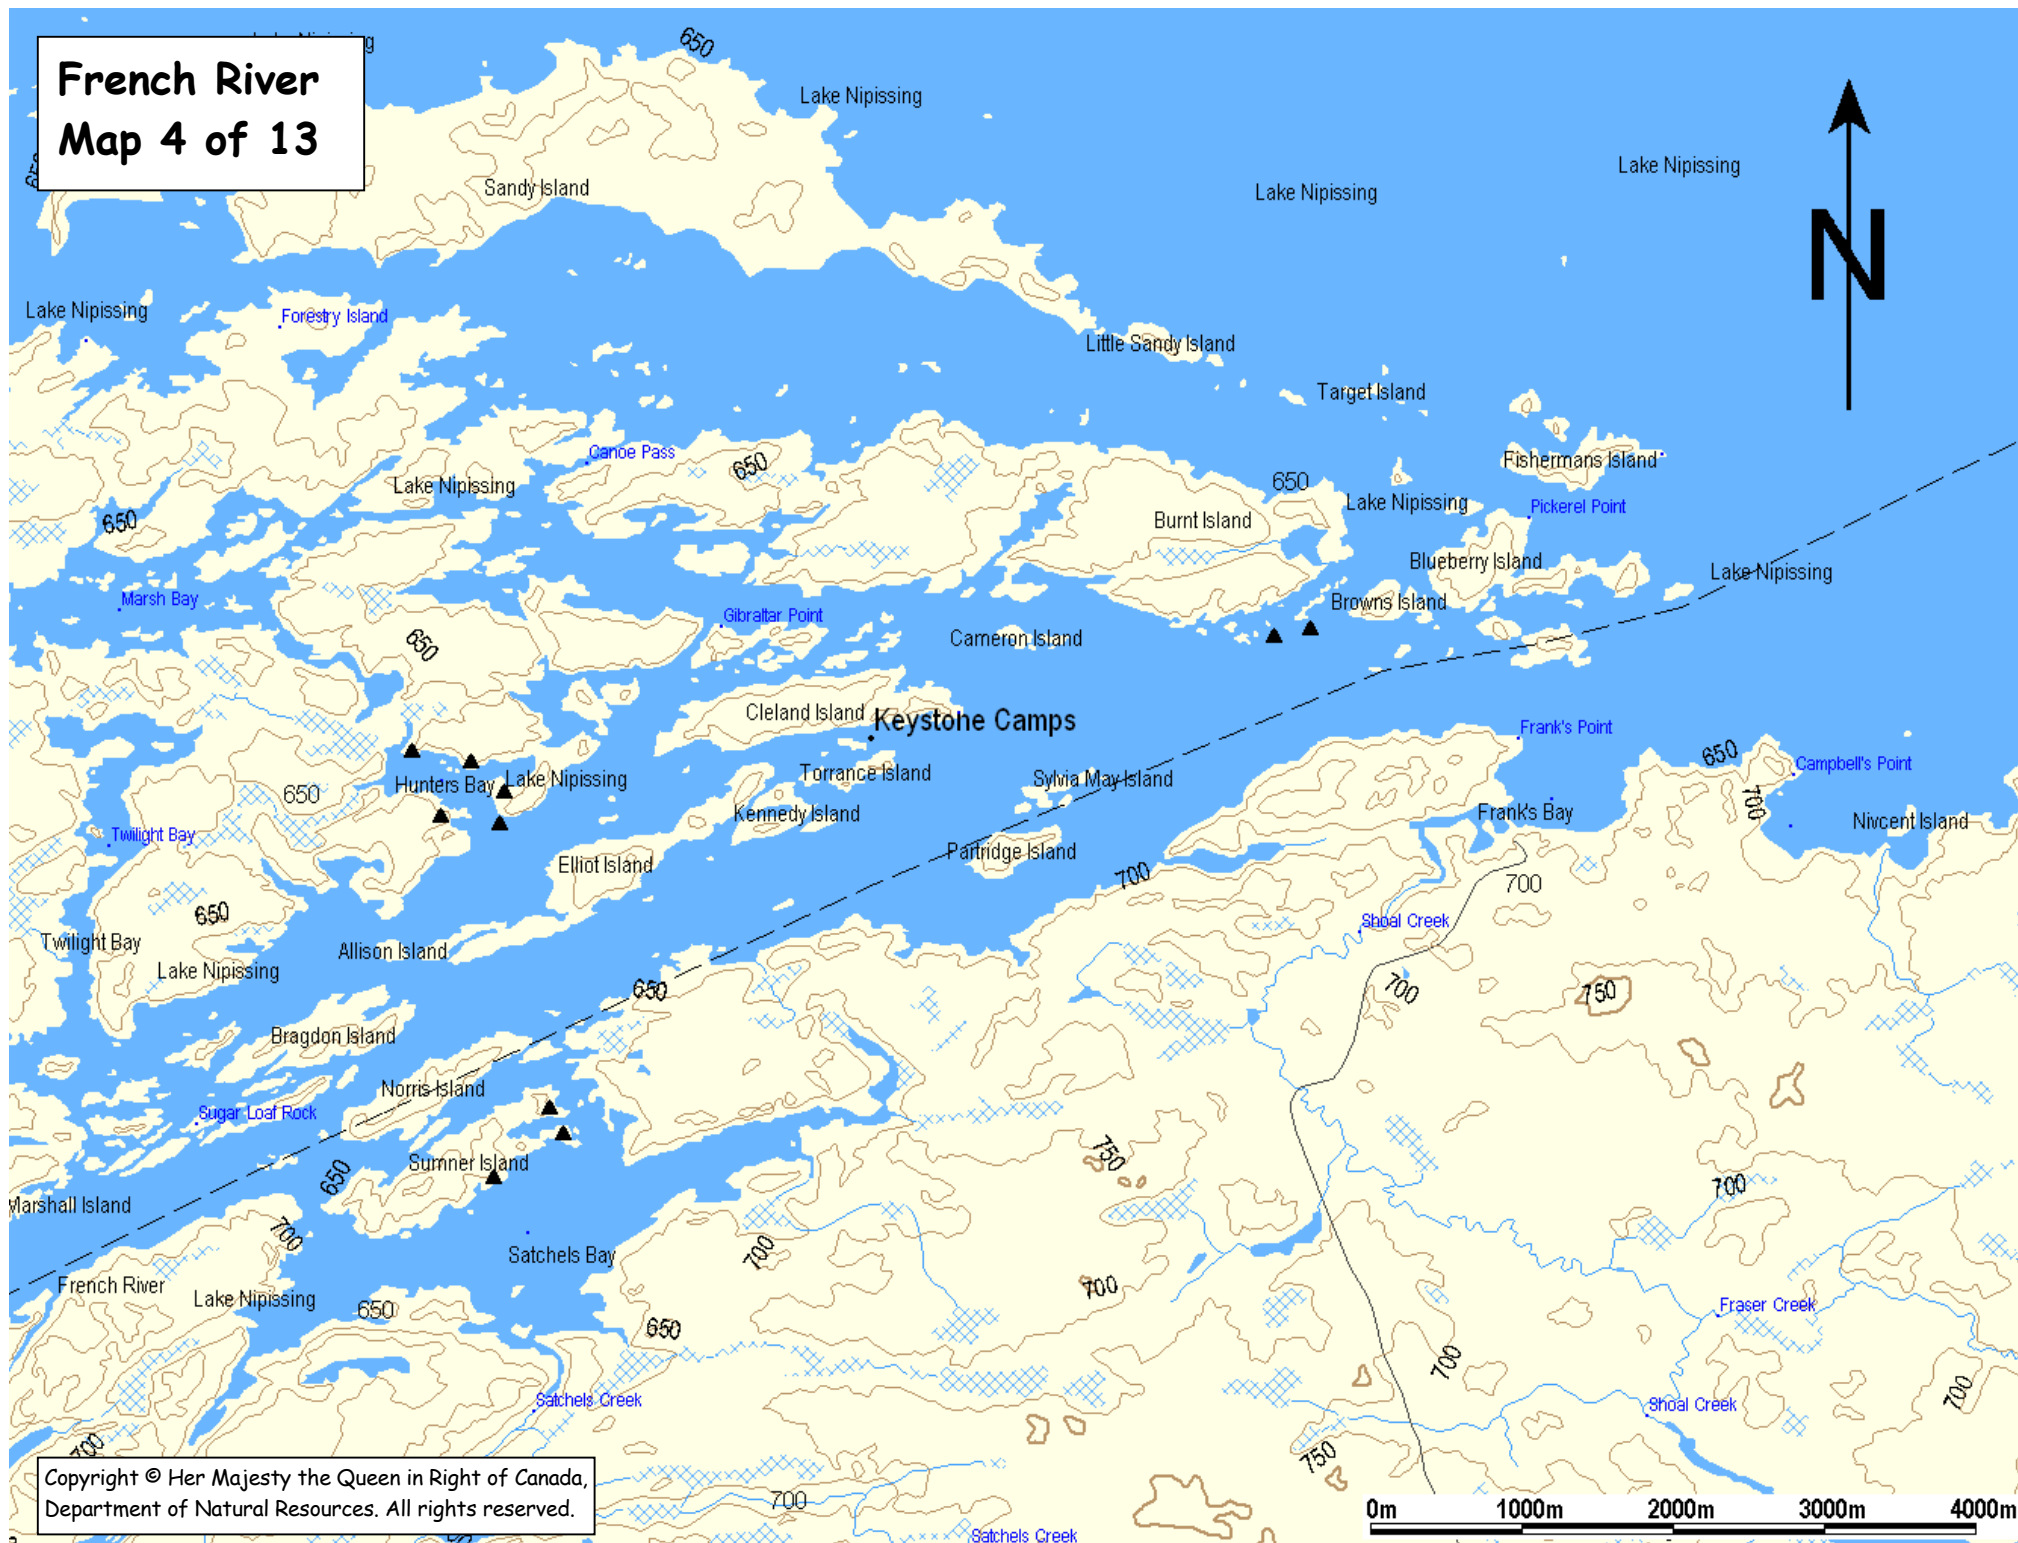 French River
Map 4 of 13
650
Lake Nipissing
Lake Nipissing
Lake Nipissing
Sandy Island
Lake Nipissing
Forestry Island
N
Little Sandy Island
Target Island
Canoe Pass
650
Lake Nipissing
Fishermans Island
650
Lake Nipissing
Pickerel Point
650
Burnt Island
Blueberry Island
Lake Nipissing
Marsh Bay
Browns Island
Gibraltar Point
Cameron Island
650
Cleland Island
Keystone Camps
Frank's Point
650
Campbell's Point
Torrance Island
Sylvia May Island
Hunters Bay
Lake Nipissing
650
700
Kennedy Island
Frank's Bay
Nivcent Island
Twilight Bay
Partridge Island
Elliot Island
700
700
650
Shoal Creek
Twilight Bay
Allison Island
Lake Nipissing
650
700
750
Bragdon Island
Norris Island
Sugar Loaf Rock
750
Sumner Island
650
700
Marshall Island
700
Satchels Bay
700
French River
Lake Nipissing
650
700
Fraser Creek
650
700
700
Satchels Creek
Shoal Creek
700
750
Copyright © Her Majesty the Queen in Right of Canada,
Department of Natural Resources. All rights reserved.
700
Satchels Creek
0m 1000m 2000m 3000m 4000m